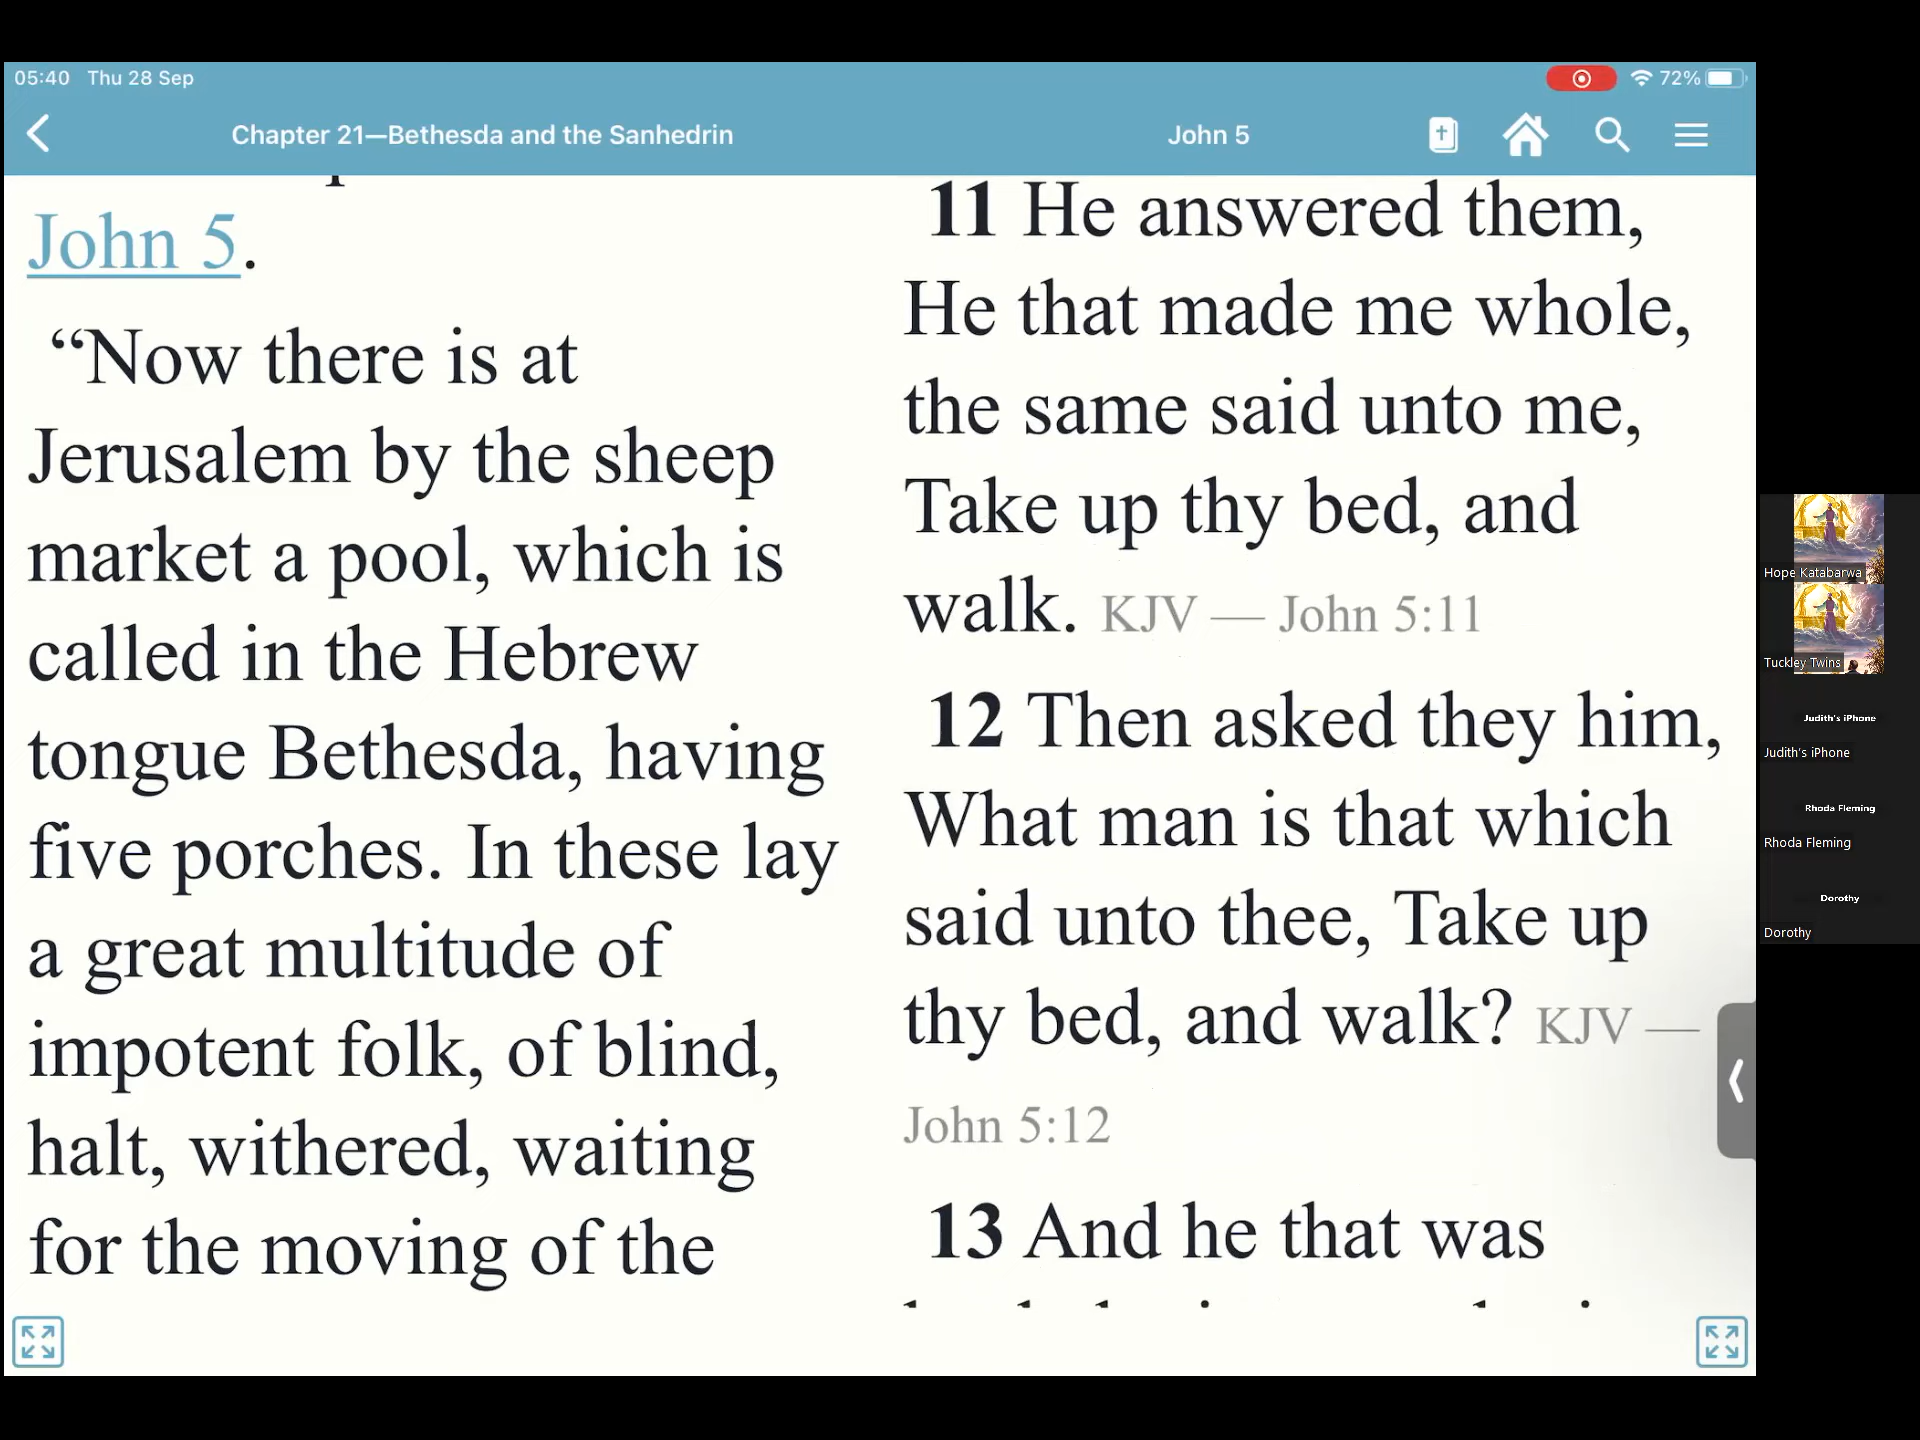 05:40 Thu 28 Sep
72%
Chapter 21—Bethesda and the Sanhedrin
John 5
John 5.
“Now there is at
Jerusalem by the sheep
market a pool, which is
called in the Hebrew
tongue Bethesda, having
five porches. In these lay
a great multitude of
impotent folk, of blind,
halt, withered, waiting
for the moving of the
11 He answered them,
He that made me whole,
the same said unto me,
Take up thy bed, and
walk. KJV — John 5:11
12 Then asked they him,
What man is that which
said unto thee, Take up
thy bed, and walk? KJV —
John 5:12
13 And he that was
Hope Katabarwa
Tuckley Twins
Judith's iPhone
Judith's iPhone
Rhoda Fleming
Rhoda Fleming
Dorothy
Dorothy